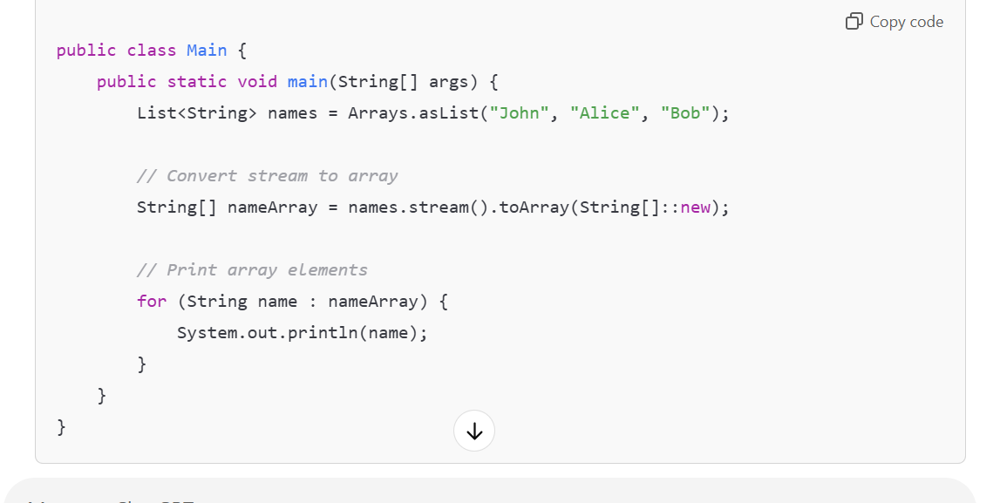 Copy code
public class Main {
    public static void main(String[] args) {
        List<String> names = Arrays.asList("John", "Alice", "Bob");
        // Convert stream to array
        String[] nameArray = names.stream().toArray(String[]::new);
        // Print array elements
        for (String name : nameArray) {
            System.out.println(name);
        }
    }
}